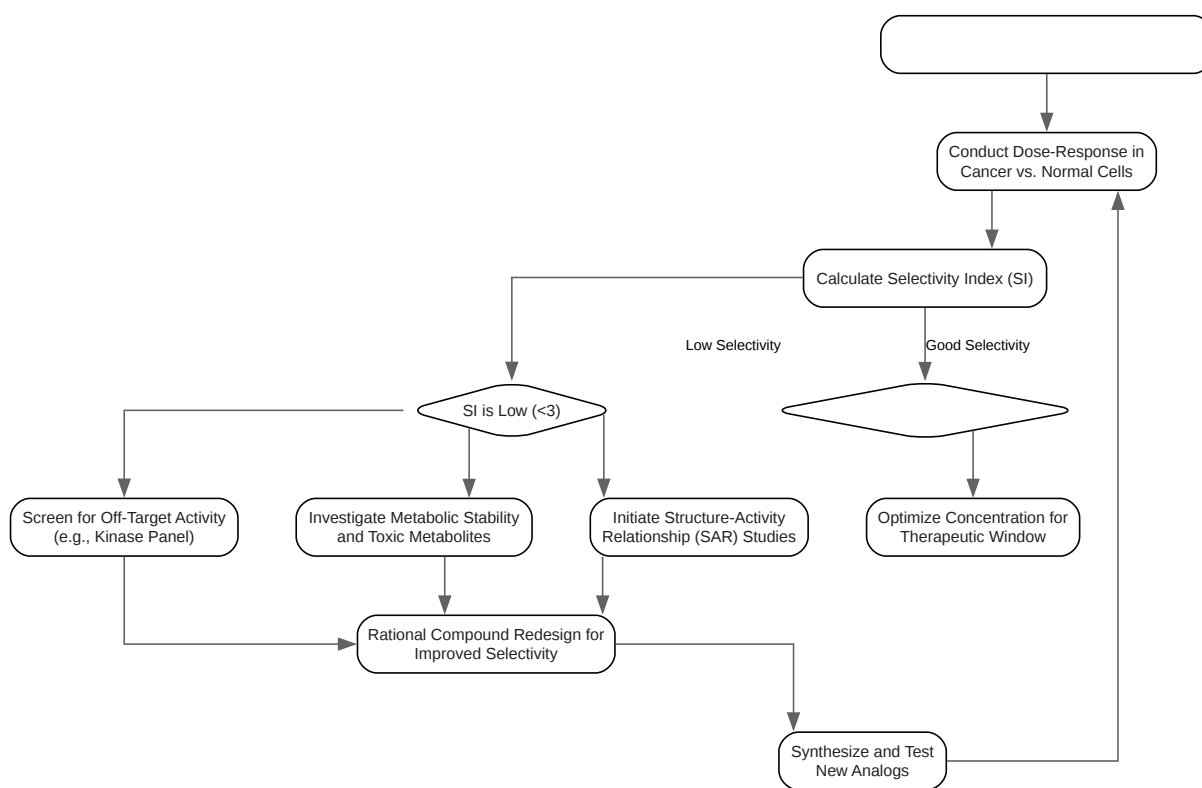 Conduct Dose-Response in
Cancer vs. Normal Cells
Calculate Selectivity Index (SI)
Low Selectivity
Good Selectivity
SI is Low (<3)
Screen for Off-Target Activity
(e.g., Kinase Panel)
Investigate Metabolic Stability
and Toxic Metabolites
Initiate Structure-Activity
Relationship (SAR) Studies
Optimize Concentration for
Therapeutic Window
Rational Compound Redesign for
Improved Selectivity
Synthesize and Test
New Analogs